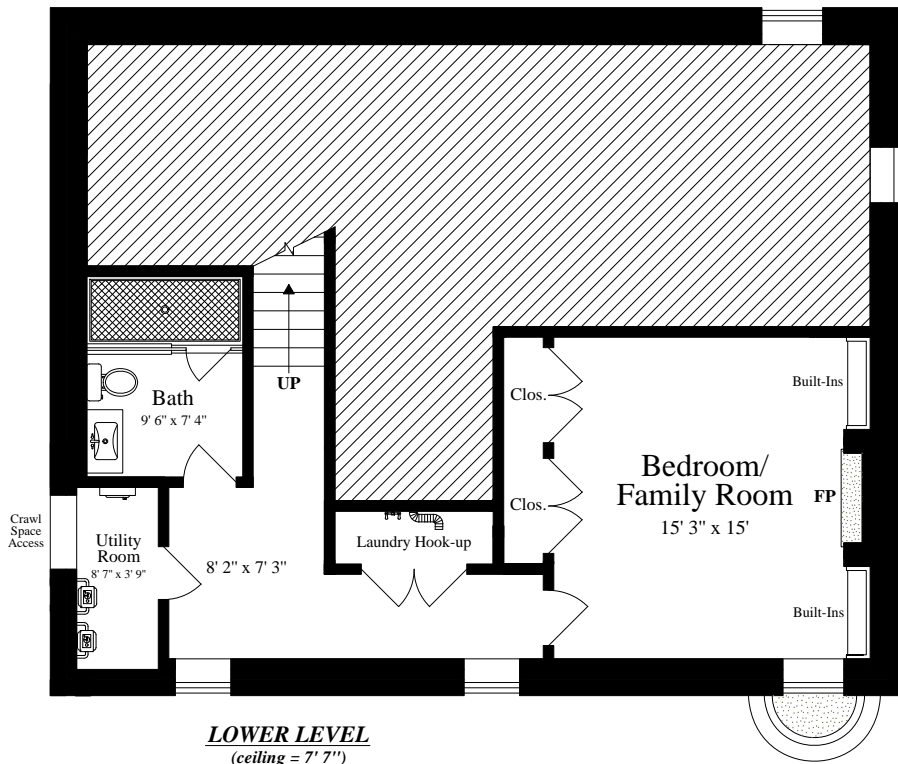 UP
Bath
9' 6" x 7' 4"
Clos.
Clos.
Built-Ins
Bedroom/
Family Room
15' 3" x 15'
FP
Built-Ins
Crawl
Space
Access
Utility
Room
8' 7" x 3' 9"
8' 2" x 7' 3"
Laundry Hook-up
LOWER LEVEL
(ceiling = 7' 7")